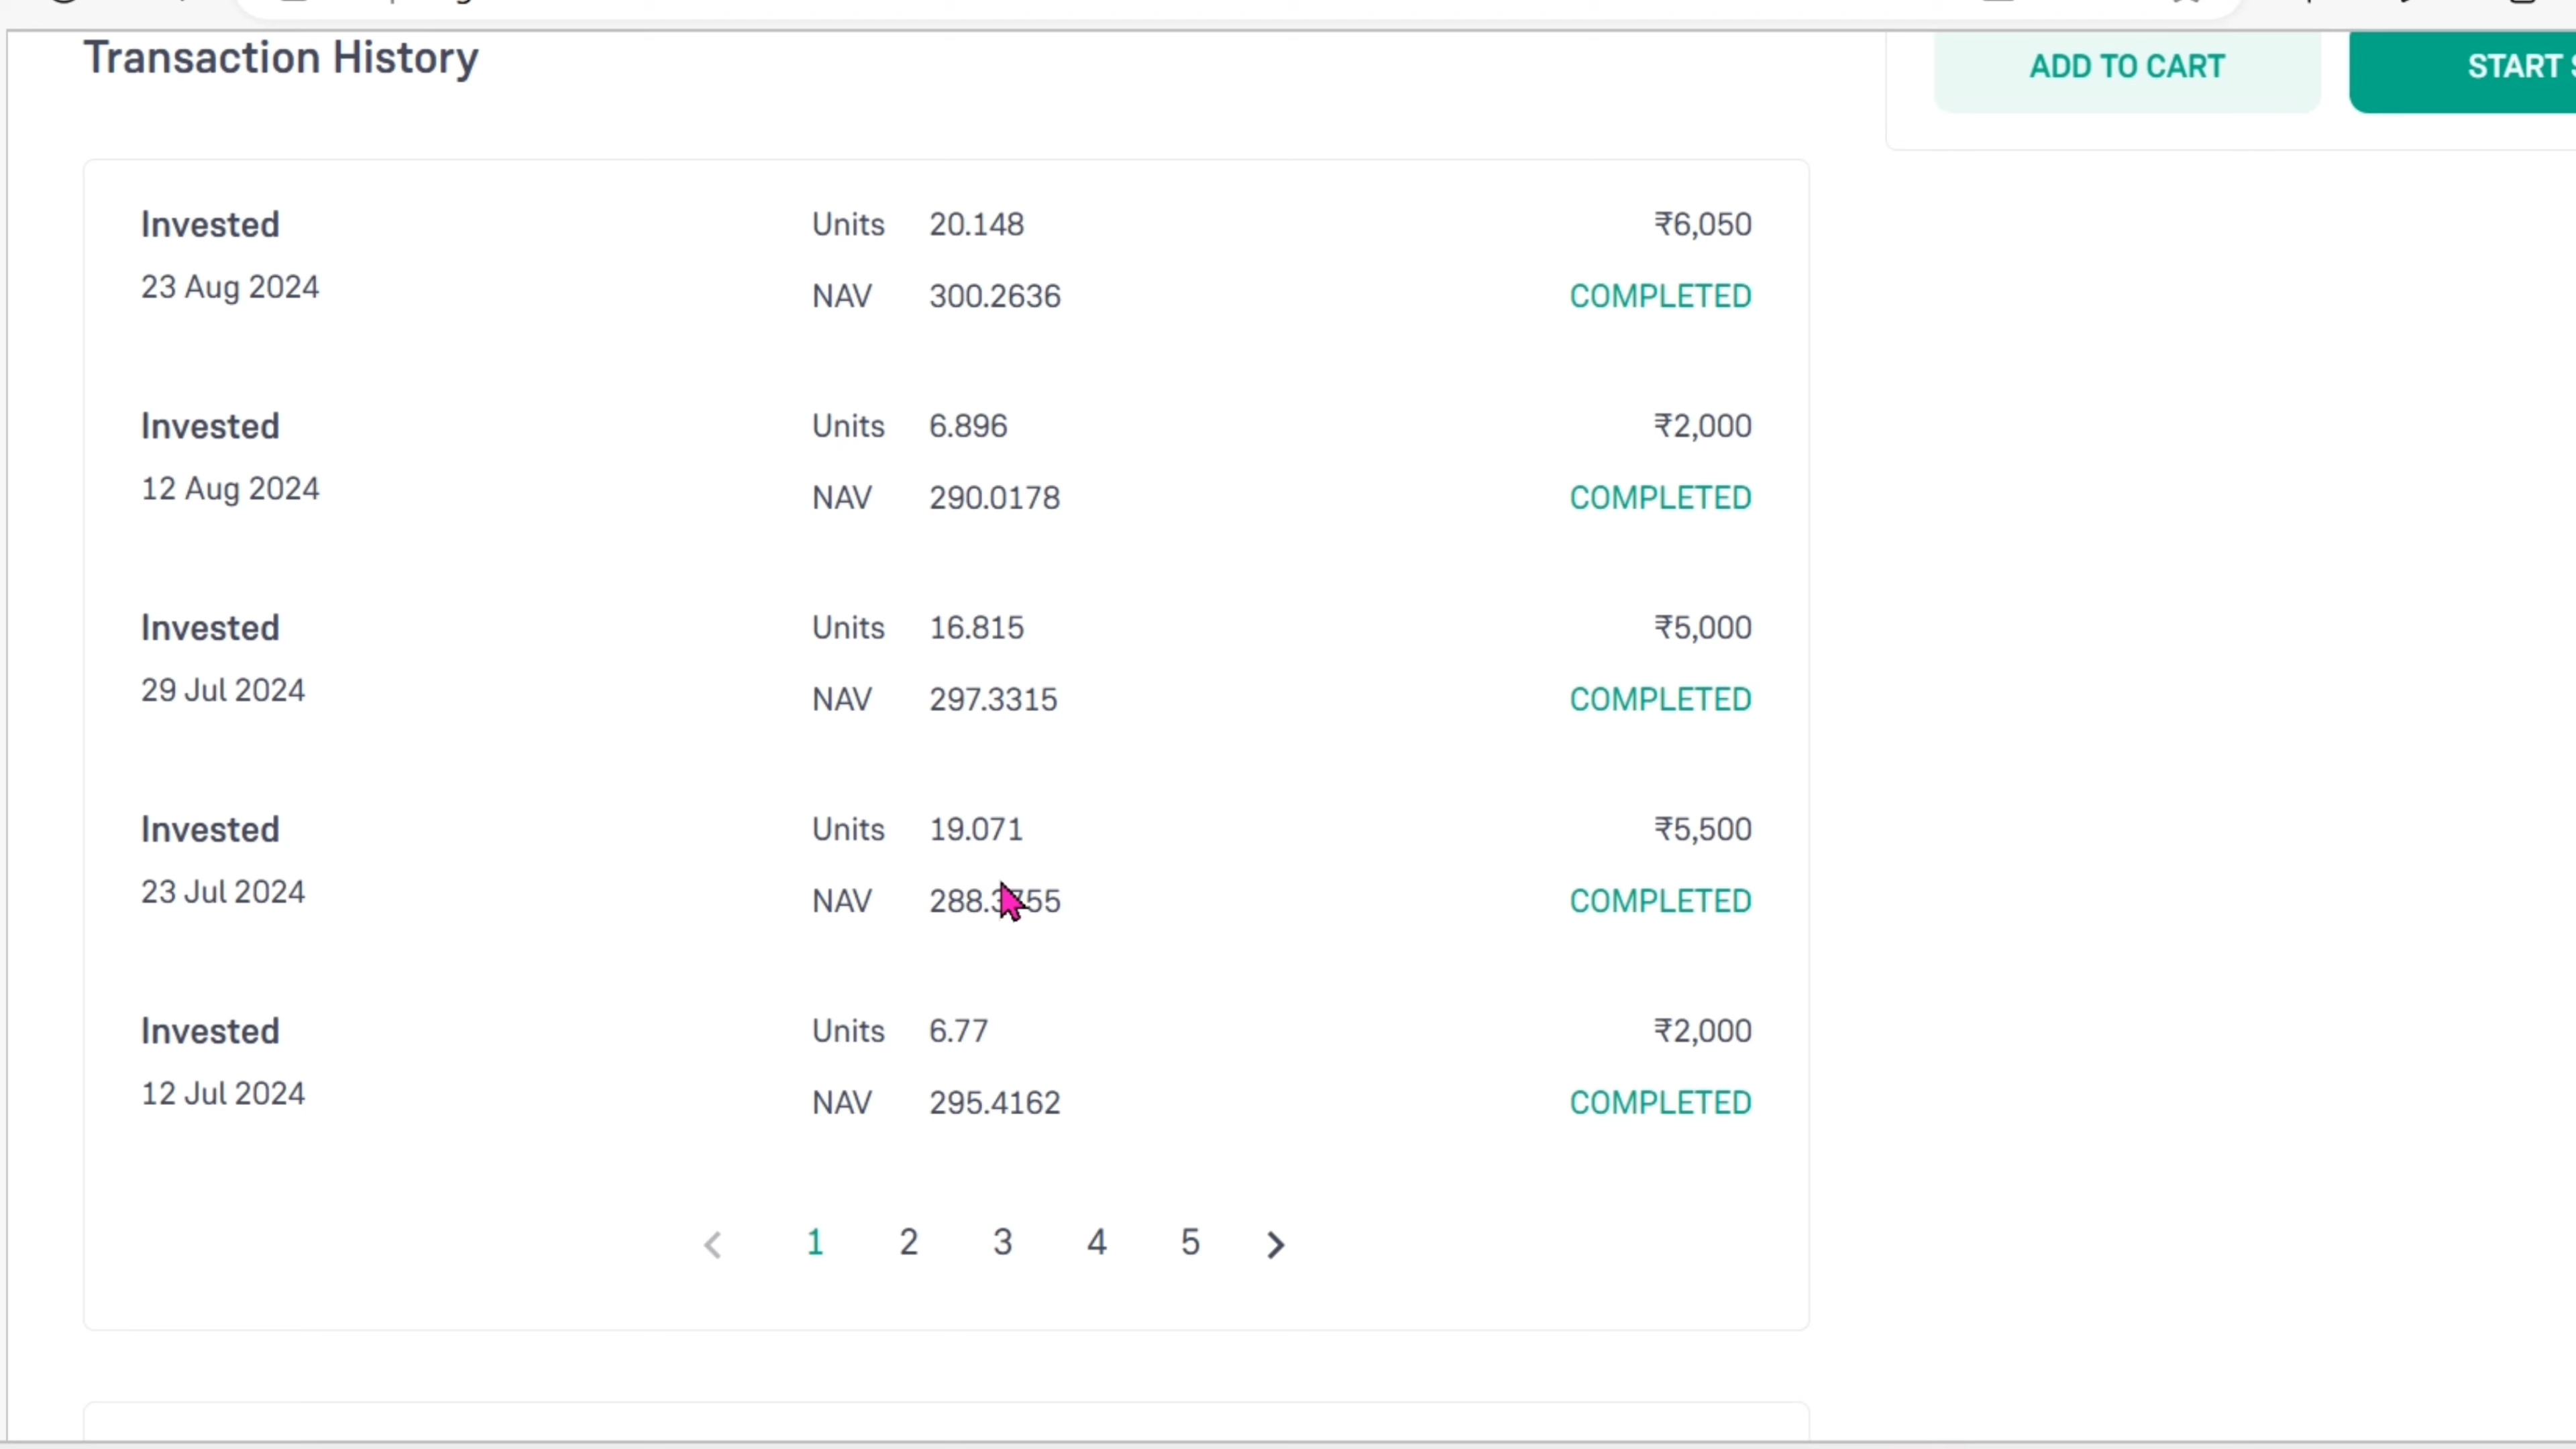 Transaction History
ADD TO CART
START
Invested
Units 20.148
₹6,050
23 Aug 2024
NAV 300.2636
COMPLETED
Invested
Units 6.896
₹2,000
12 Aug 2024
NAV 290.0178
COMPLETED
Invested
Units 16.815
₹5,000
29 Jul 2024
NAV 297.3315
COMPLETED
Invested
Units 19.071
₹5,500
23 Jul 2024
NAV
COMPLETED
Invested
Units 6.77
₹2,000
12 Jul 2024
NAV 295.4162
COMPLETED
1 2 3 4 5